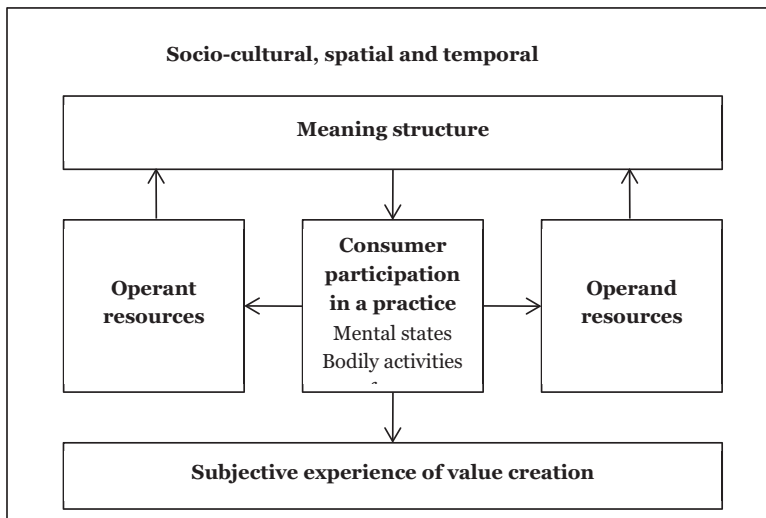 Socio-cultural, spatial and temporal
Meaning structure
Operant
resources
Consumer
participation
in a practice
Mental states
Bodily activities
Operand
resources
Subjective experience of value creation